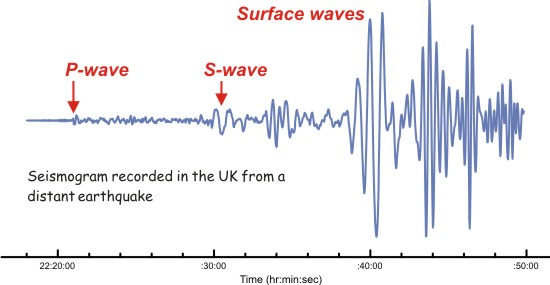 Surface waves
P-wave
S-wave
Seismogram recorded in the UK from a
distant earthquake
22:20:00
:30:00
:40:00
:50:00
Time (hr:min:sec)